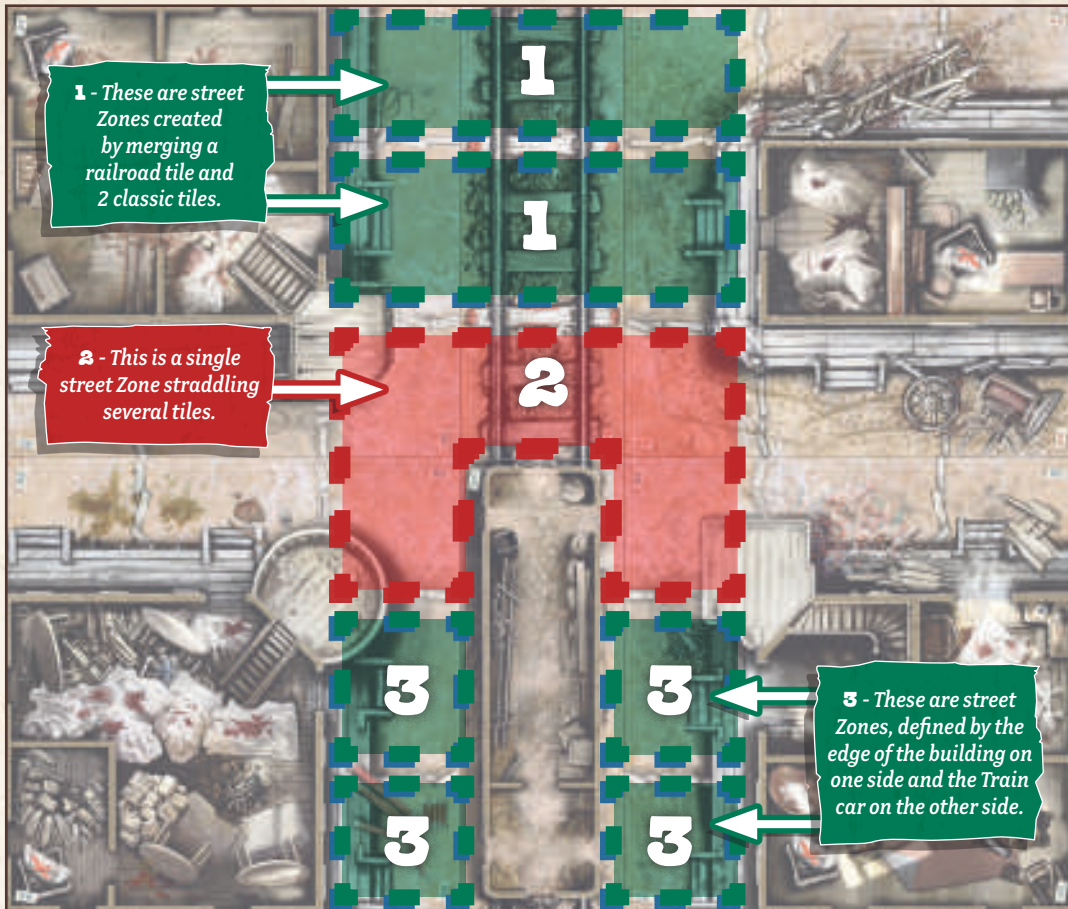 1
1 - These are street
Zones created
by merging a
railroad tile and
2 classic tiles.
1
2 - This is a single
street Zone straddling
several tiles.
2
3
3
3 - These are street
Zones, defined by the
edge of the building on
one side and the Train
car on the other side.
3
3